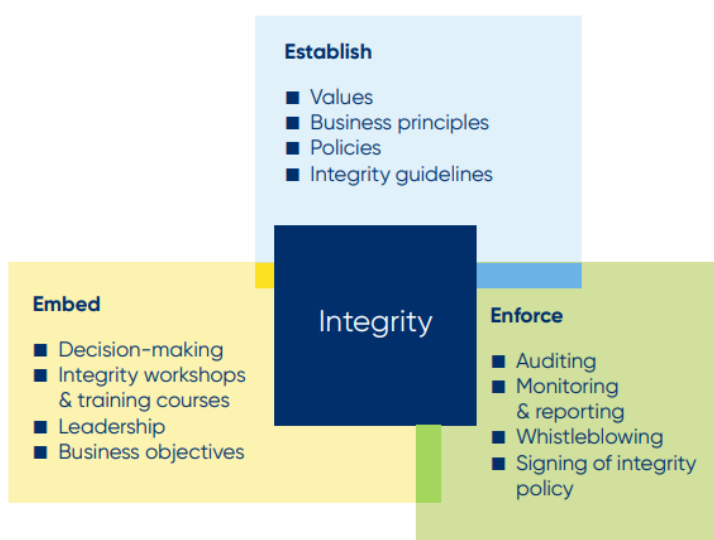 Establish
■ Values
■ Business principles
■ Policies
■ Integrity guidelines
Integrity
Embed
■ Decision-making
■ Integrity workshops
& training courses
■ Leadership
■ Business objectives
Enforce
■ Auditing
■ Monitoring
& reporting
■ Whistleblowing
■ Signing of integrity
policy